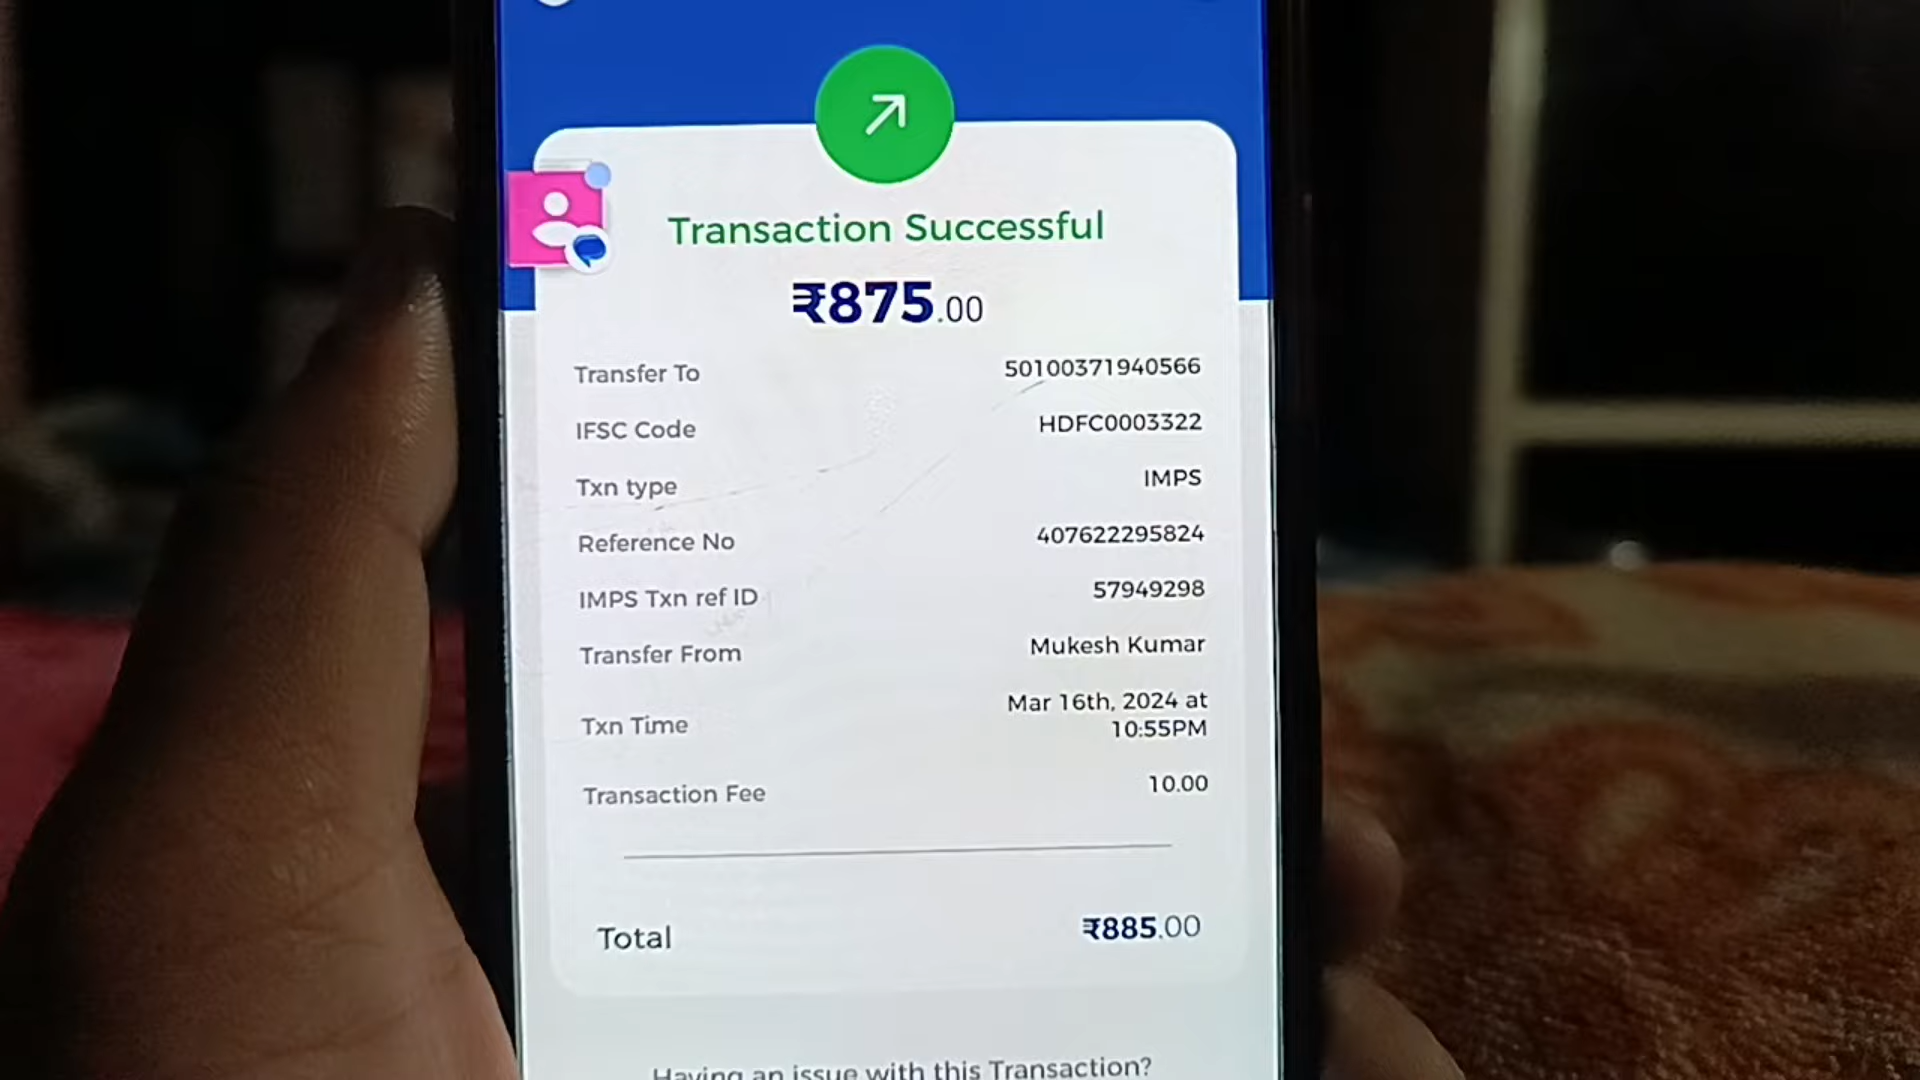 Transaction Successful
₹875.00
Transfer To 50100371940566
IFSC Code HDFC0003322
Txn type IMPS
Reference No 407622295824
IMPS Txn ref ID 57949298
Transfer From Mukesh Kumar
Txn Time Mar 16th, 2024 at
10:55PM
Transaction Fee 10.00
Total ₹885.00
Having an issue with this Transaction?